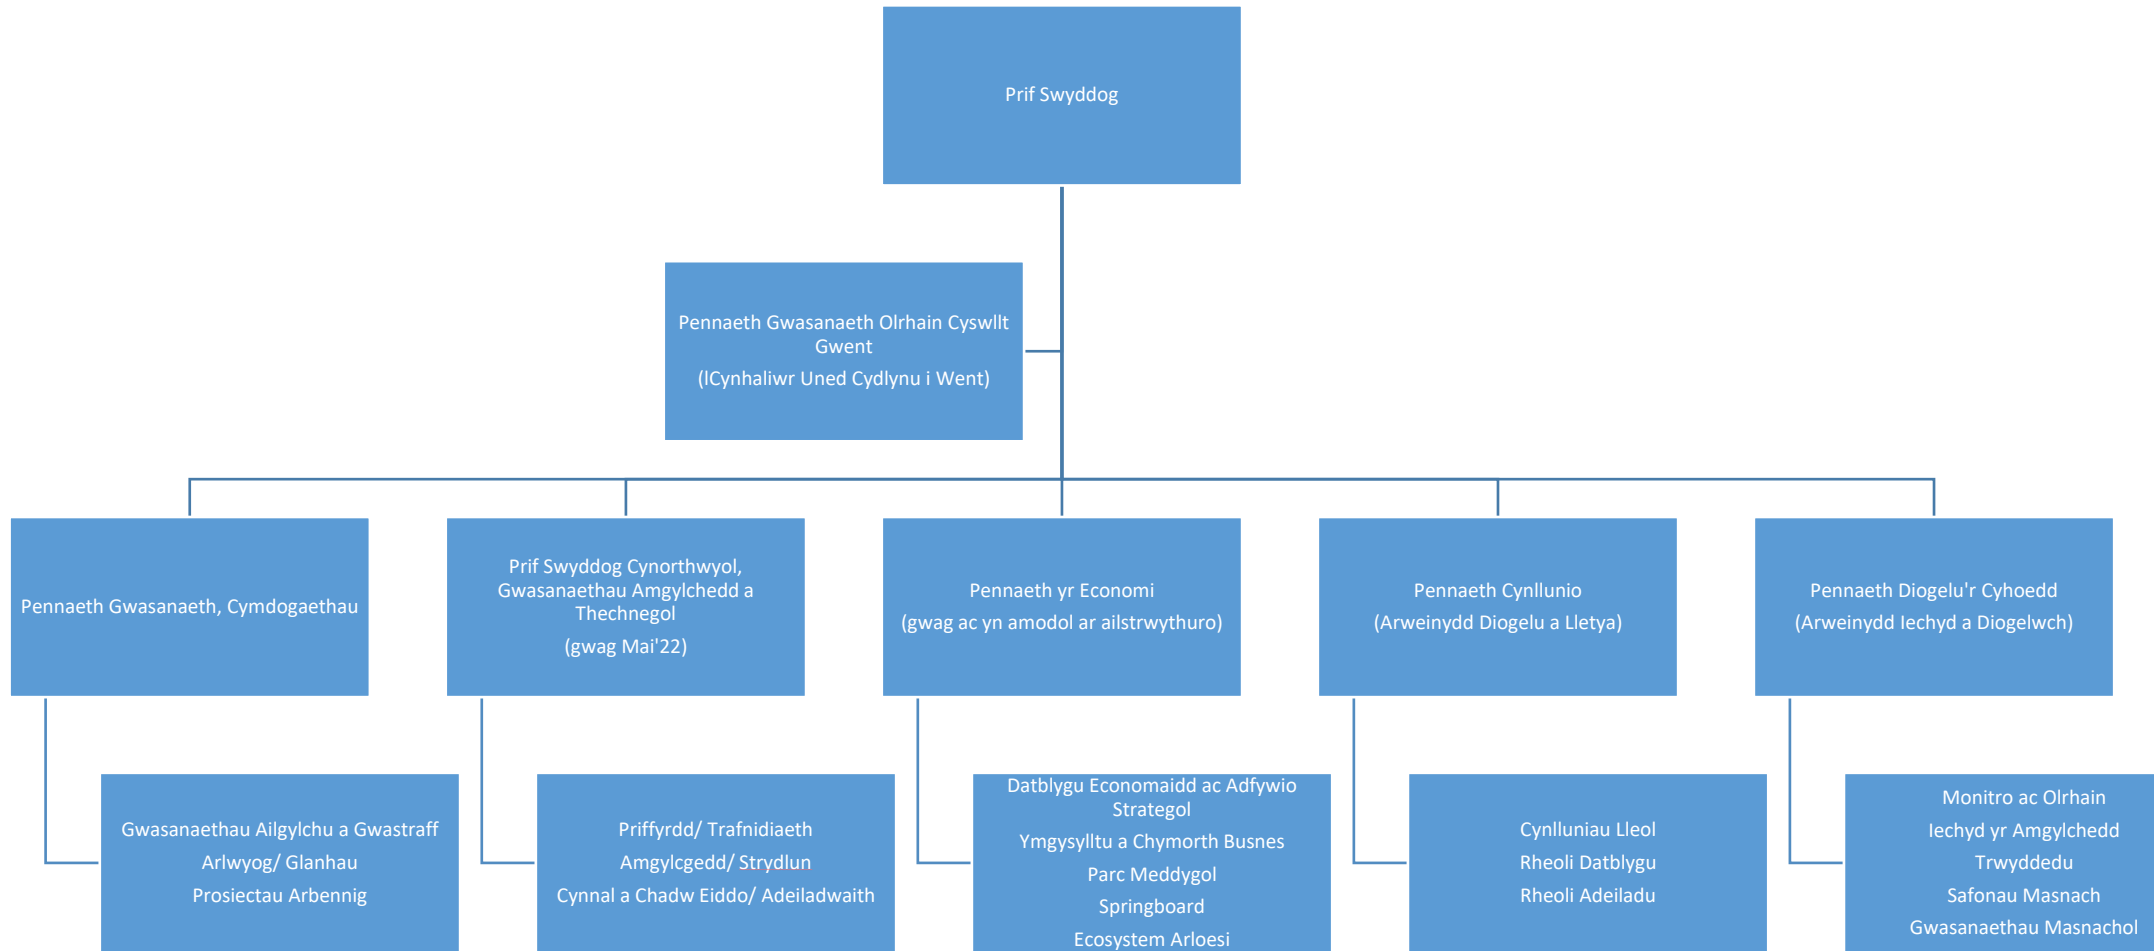 Prif Swyddog
Pennaeth Gwasanaeth Olrhain Cyswllt
Gwent
(lCynhaliwr Uned Cydlynu i Went)
Pennaeth Gwasanaeth, Cymdogaethau
Prif Swyddog Cynorthwyol,
Gwasanaethau Amgylchedd a
Thechnegol
(gwag Mai'22)
Pennaeth yr Economi
(gwag ac yn amodol ar ailstrwythuro)
Pennaeth Cynllunio
(Arweinydd Diogelu a Lletya)
Pennaeth Diogelu'r Cyhoedd
(Arweinydd Iechyd a Diogelwch)
Gwasanaethau Ailgylchu a Gwastraff
Arlwyog/ Glanhau
Prosiectau Arbennig
Priffyrdd/ Trafnidiaeth
Amgylcgedd/ Strydlun
Cynnal a Chadw Eiddo/ Adeiladwaith
Datblygu Economaidd ac Adfywio
Strategol
Ymgysylltu a Chymorth Busnes
Parc Meddygol
Springboard
Ecosystem Arloesi
Cynlluniau Lleol
Rheoli Datblygu
Rheoli Adeiladu
Monitro ac Olrhain
Iechyd yr Amgylchedd
Trwyddedu
Safonau Masnach
Gwasanaethau Masnachol